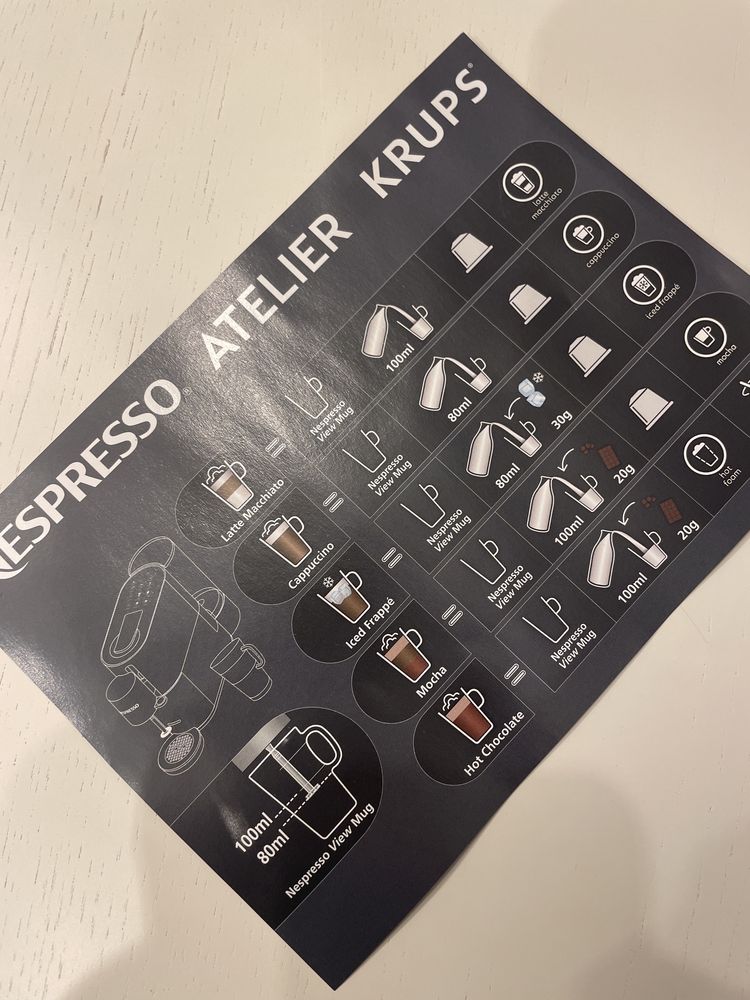 NESPRESSO® ATELIER KRUPS®
Latte Macchiato
Nespresso
View Mug
100ml
latte
macchiato
Cappuccino
Nespresso
View Mug
80ml
cappuccino
Iced Frappé
Nespresso
View Mug
80ml
30g
iced frappé
Mocha
Nespresso
View Mug
100ml
20g
mocha
Hot Chocolate
Nespresso
View Mug
100ml
20g
hot
foam
100ml
80ml
Nespresso View Mug
NESPRESSO